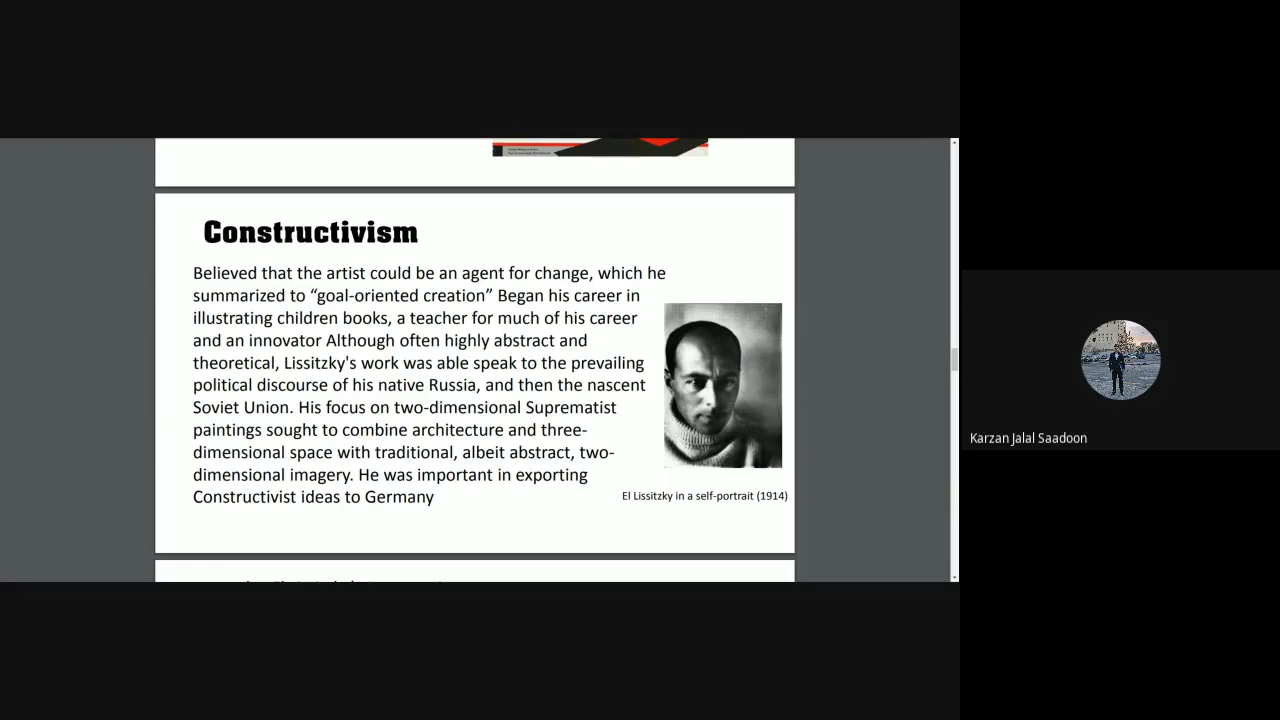 Constructivism
Believed that the artist could be an agent for change, which he
summarized to “goal-oriented creation” Began his career in
illustrating children books, a teacher for much of his career
and an innovator Although often highly abstract and
theoretical, Lissitzky's work was able speak to the prevailing
political discourse of his native Russia, and then the nascent
Soviet Union. His focus on two-dimensional Suprematist
paintings sought to combine architecture and three-
dimensional space with traditional, albeit abstract, two-
dimensional imagery. He was important in exporting
Constructivist ideas to Germany
El Lissitzky in a self-portrait (1914)
Karzan Jalal Saadoon